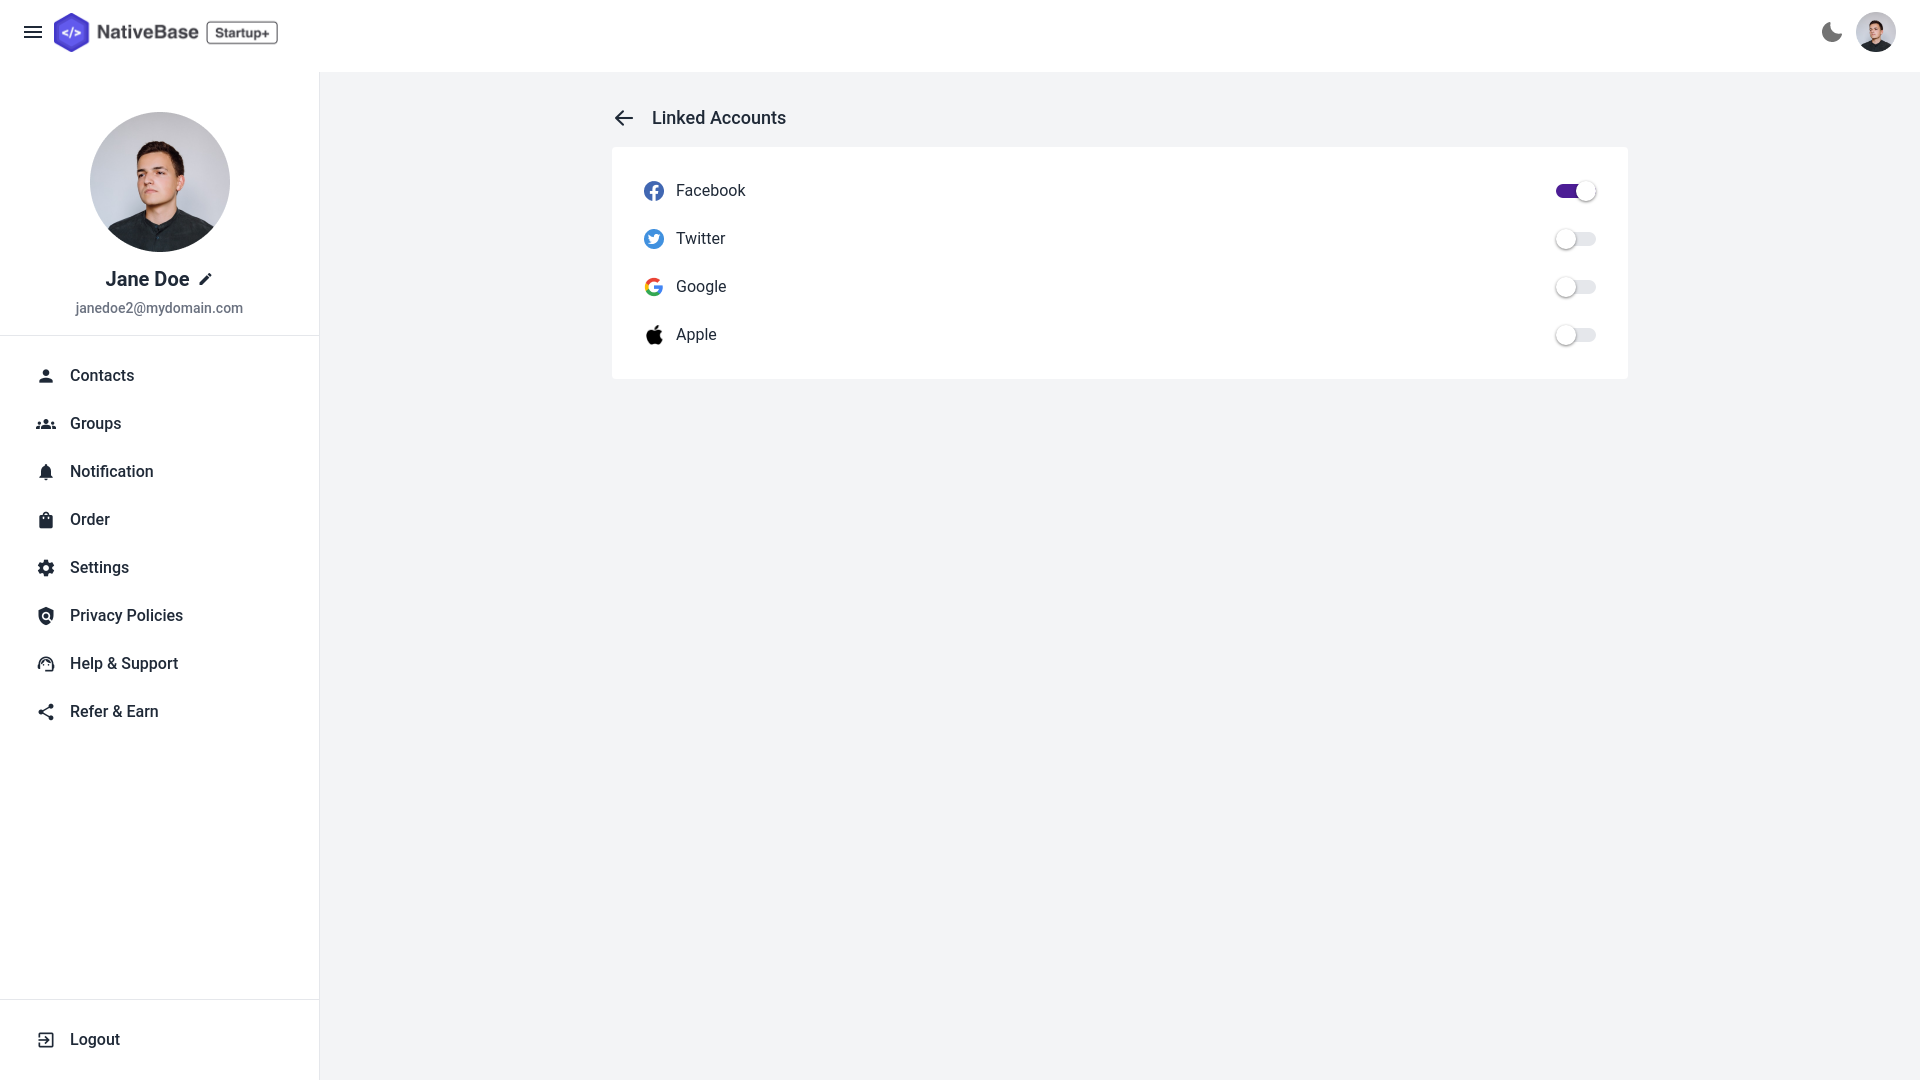 </> NativeBase Startup+
Jane Doe
janedoe2@mydomain.com
Contacts
Groups
Notification
Order
Settings
Privacy Policies
Help & Support
Refer & Earn
Logout
Linked Accounts
Facebook
Twitter
Google
Apple